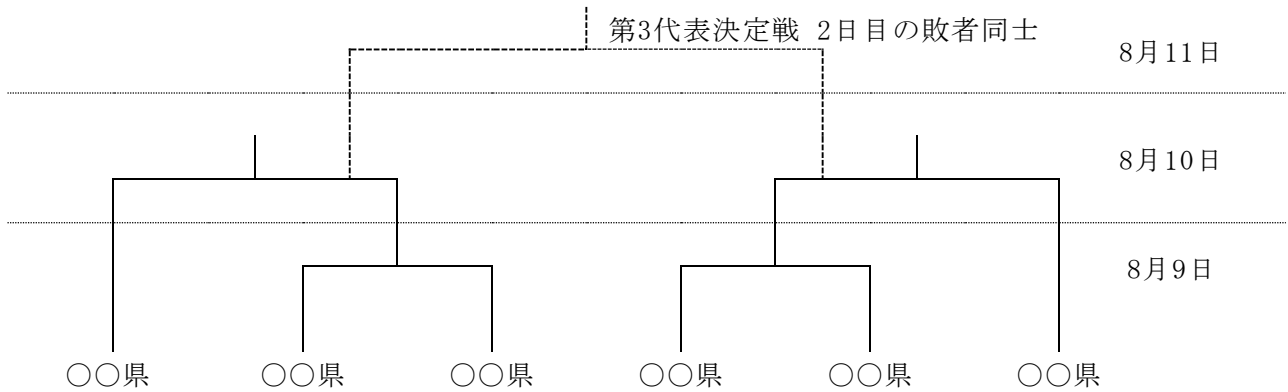 第3代表決定戦 2日目の敗者同士
8月11日
8月10日
8月9日
○○県 ○○県 ○○県 ○○県 ○○県 ○○県